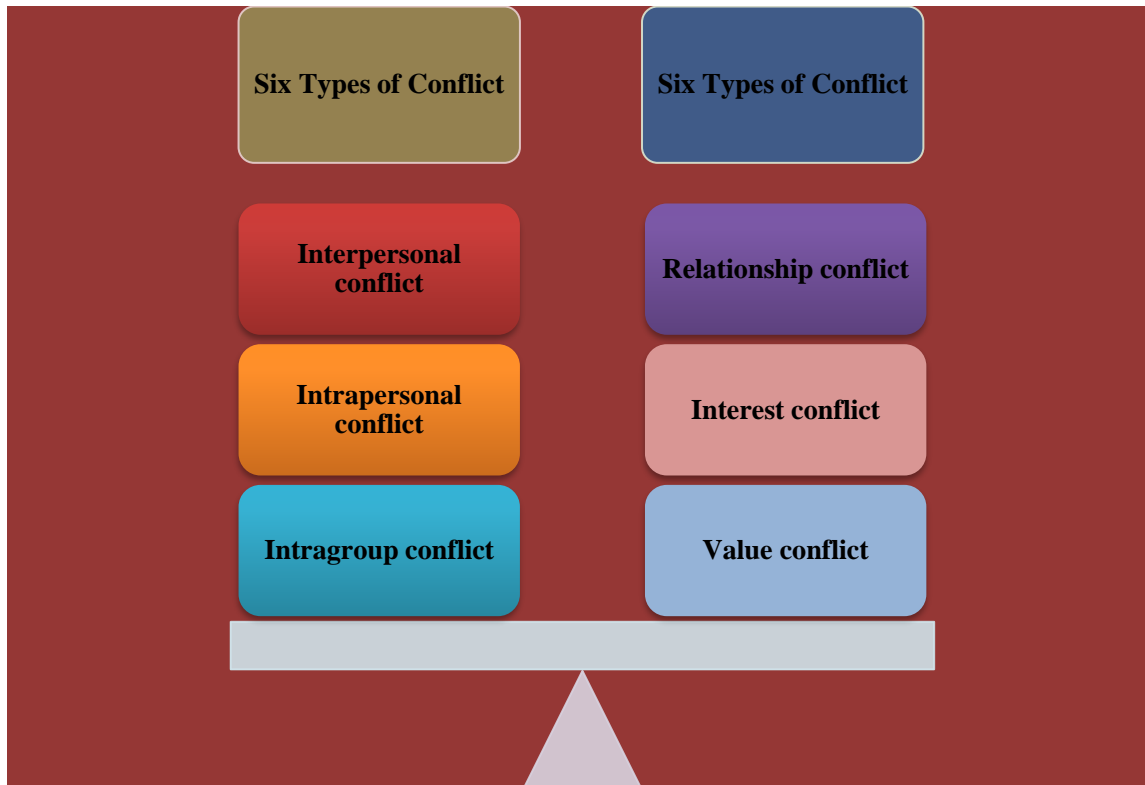 Six Types of Conflict
Six Types of Conflict
Interpersonal
conflict
Relationship conflict
Intrapersonal
conflict
Interest conflict
Intragroup conflict
Value conflict